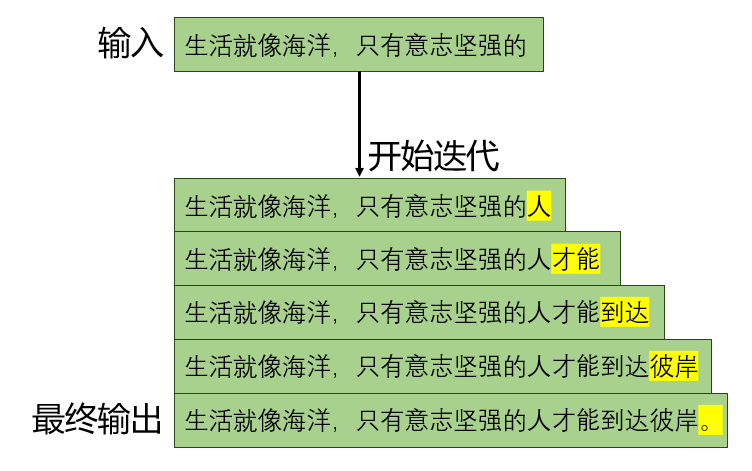 输入
生活就像海洋，只有意志坚强的
开始迭代
生活就像海洋，只有意志坚强的人
生活就像海洋，只有意志坚强的人才能
生活就像海洋，只有意志坚强的人才能到达
生活就像海洋，只有意志坚强的人才能到达彼岸
最终输出
生活就像海洋，只有意志坚强的人才能到达彼岸。